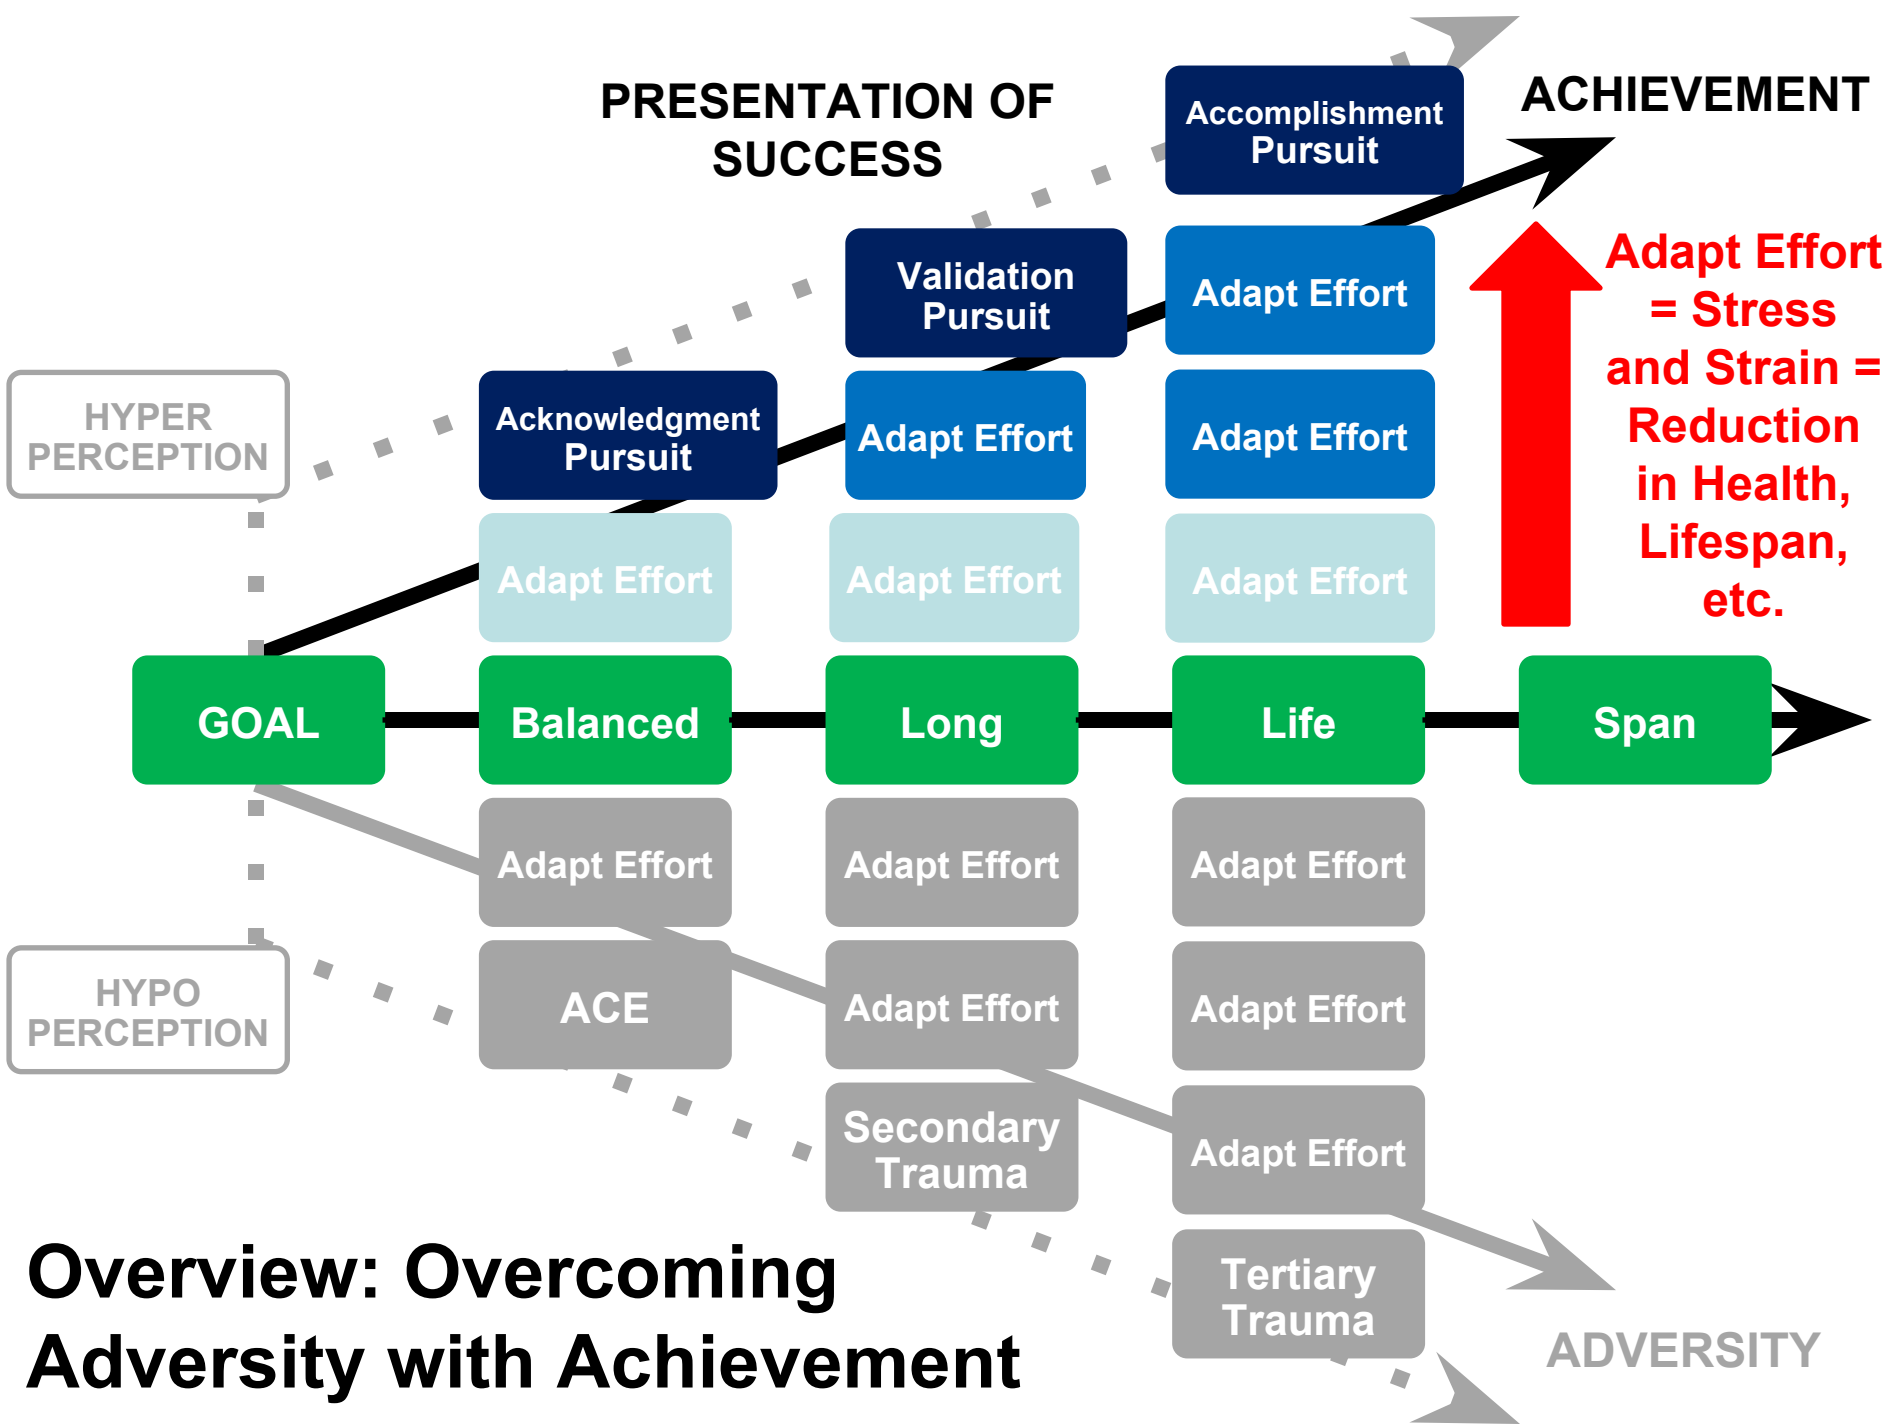 PRESENTATION OF
SUCCESS
ACHIEVEMENT
Accomplishment
Pursuit
Validation
Pursuit
Adapt Effort
Adapt Effort
= Stress
and Strain =
Reduction
in Health,
Lifespan,
etc.
HYPER
PERCEPTION
Acknowledgment
Pursuit
Adapt Effort
Adapt Effort
Adapt Effort
Adapt Effort
Adapt Effort
GOAL
Balanced
Long
Life
Span
Adapt Effort
Adapt Effort
Adapt Effort
HYPO
PERCEPTION
ACE
Adapt Effort
Adapt Effort
Secondary
Trauma
Adapt Effort
Tertiary
Trauma
ADVERSITY
Overview: Overcoming
Adversity with Achievement